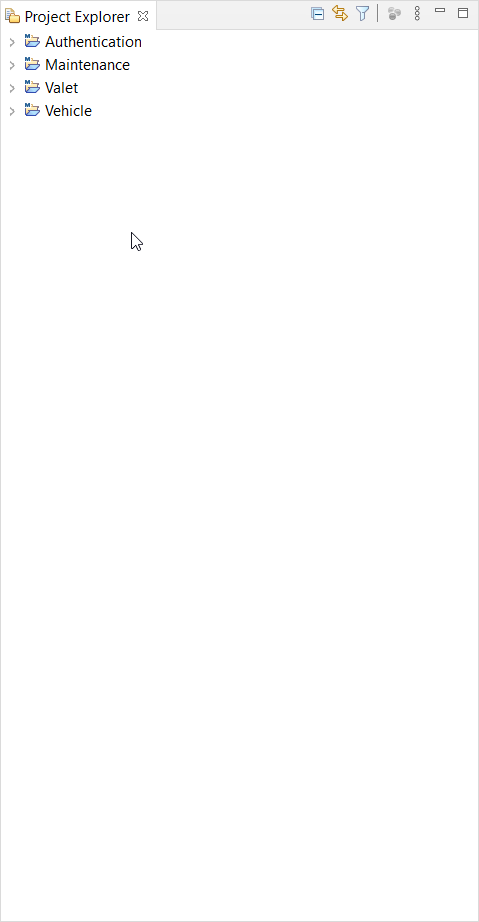 Project Explorer
Authentication
Maintenance
Valet
Vehicle